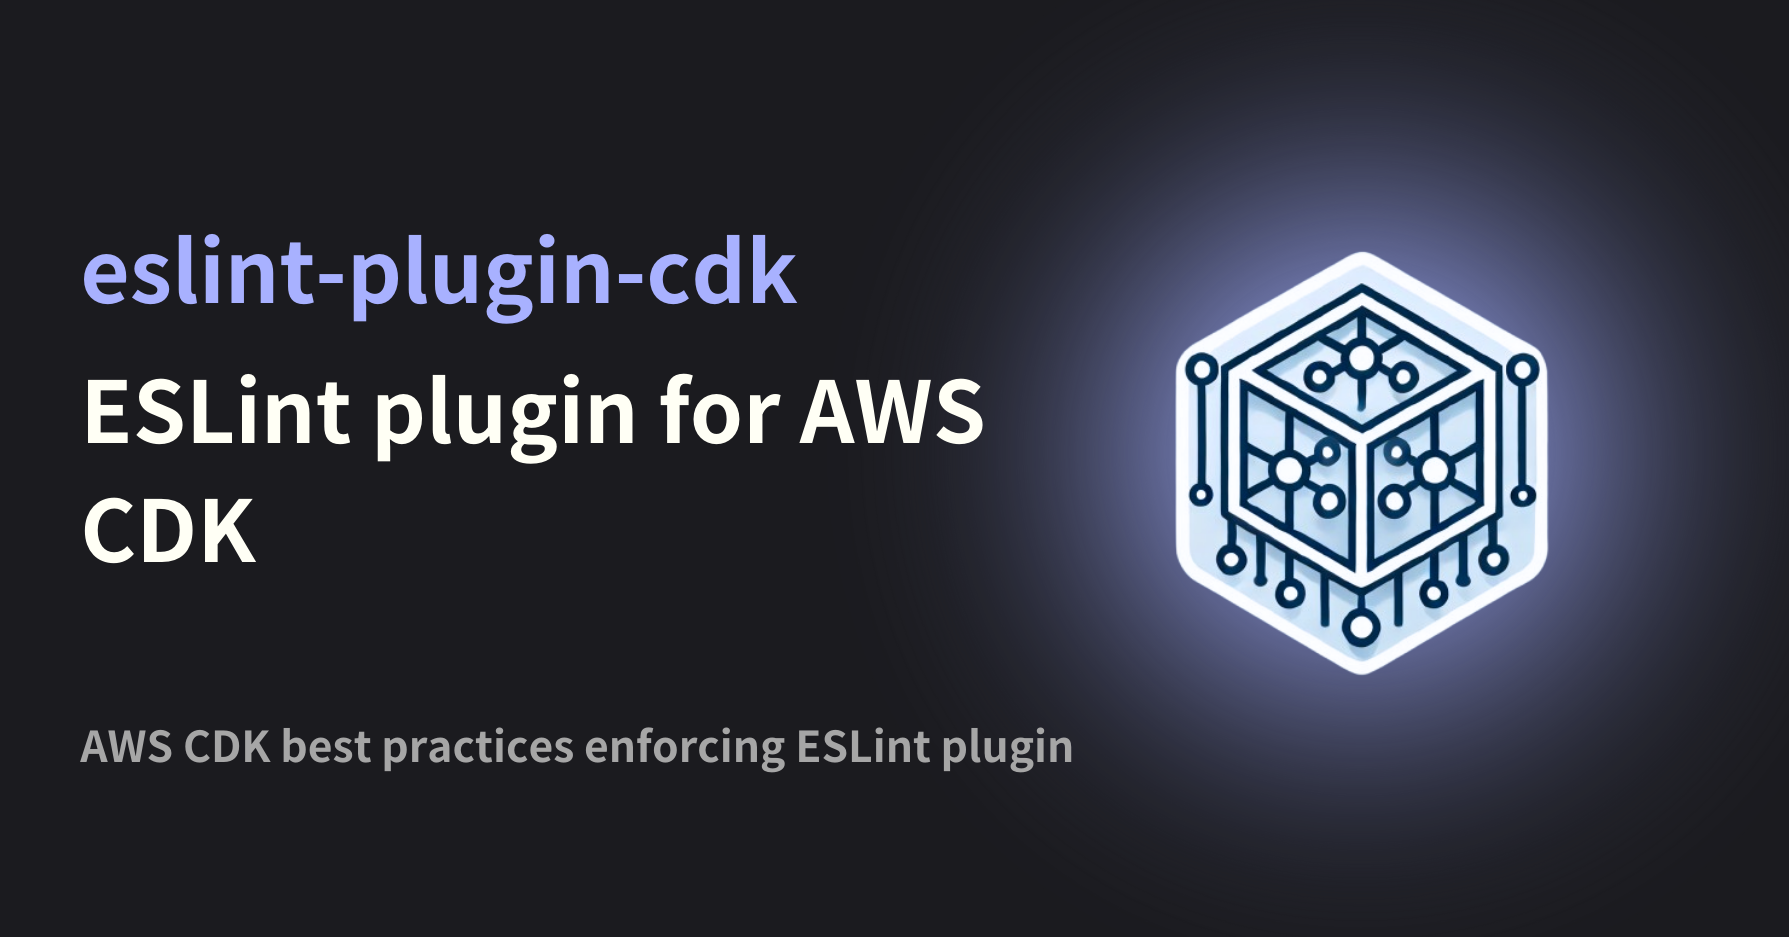 eslint-plugin-cdk
ESLint plugin for AWS
CDK
AWS CDK best practices enforcing ESLint plugin